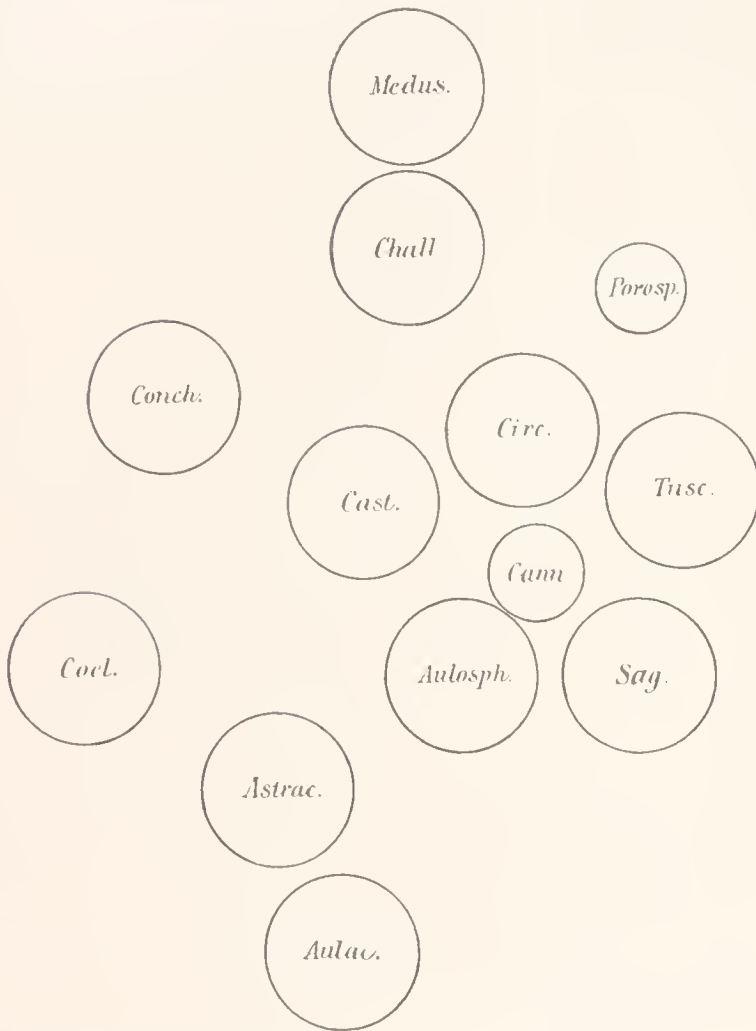 Medus.
Chall
Porosp.
Conch.
Circ.
Cast.
Tusc.
Cann
Coel.
Aulosph.
Sag.
Astrac.
Aulac.